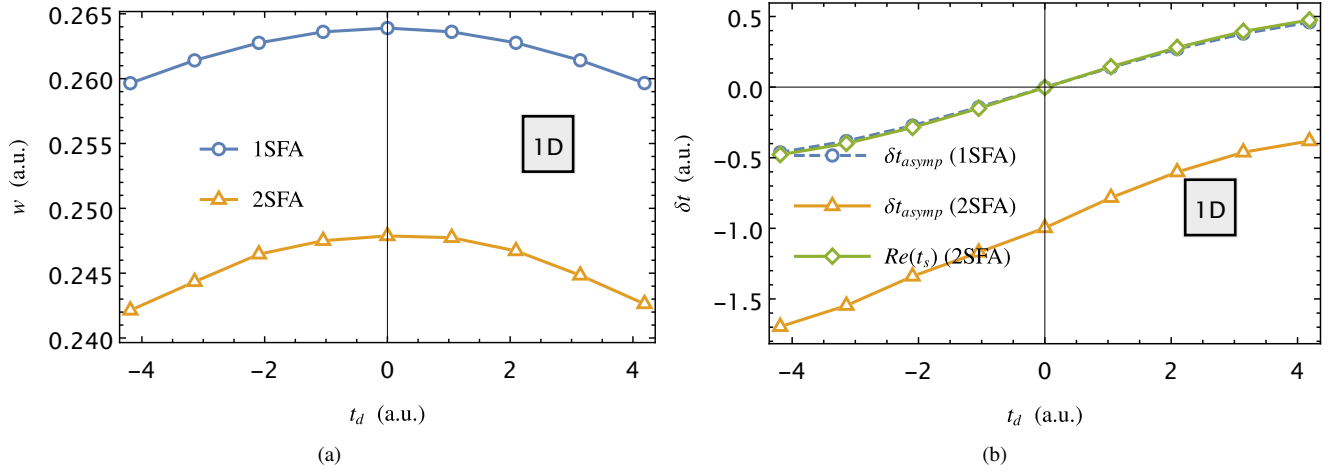 0.265
0.260
0.255
0.250
0.245
0.240
w (a.u.)
1SFA
2SFA
1D
−4 −2 0 2 4
t_d (a.u.)
(a)
0.5
0.0
−0.5
−1.0
−1.5
δt (a.u.)
δt_asymp (1SFA)
δt_asymp (2SFA)
Re(t_s) (2SFA)
1D
−4 −2 0 2 4
t_d (a.u.)
(b)